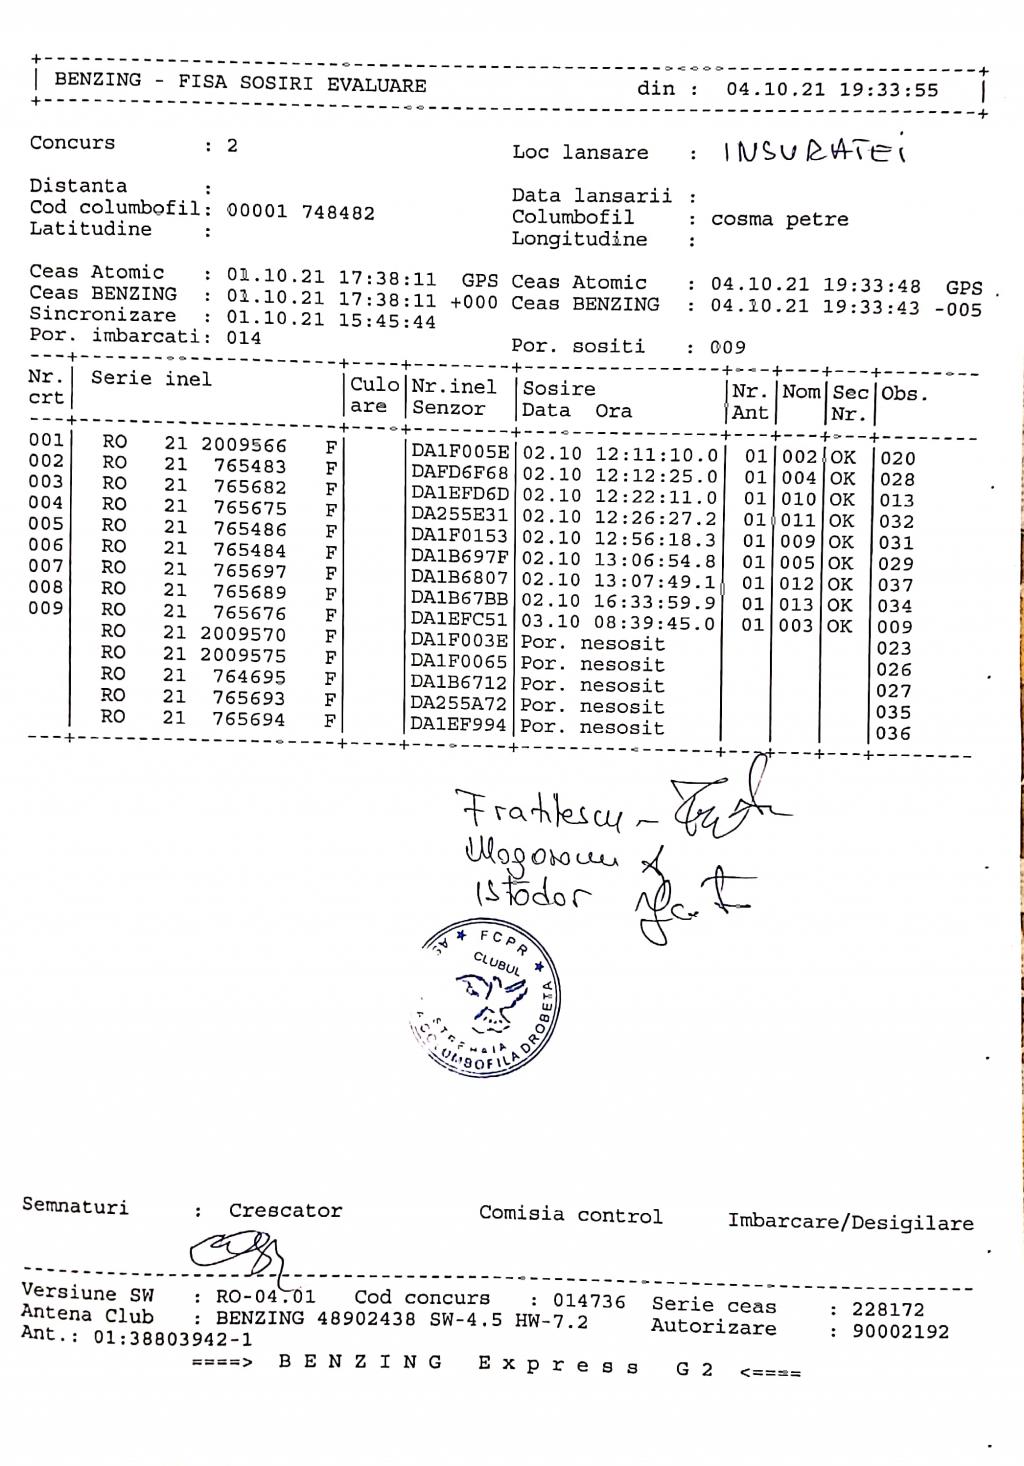 BENZING - FISA SOSIRI EVALUARE din : 04.10.21 19:33:55
Concurs : 2 Loc lansare : INSURATEI
Distanta : Data lansarii :
Cod columbofil: 00001 748482 Columbofil : cosma petre
Latitudine : Longitudine :
Ceas Atomic : 01.10.21 17:38:11 GPS Ceas Atomic : 04.10.21 19:33:48 GPS
Ceas BENZING : 01.10.21 17:38:11 +000 Ceas BENZING : 04.10.21 19:33:43 -005
Sincronizare : 01.10.21 15:45:44
Por. imbarcati: 014 Por. sositi : 009
Nr. | Serie inel | Culo | Nr.inel | Sosire | Nr. | Nom | Sec | Obs.
crt | | are | Senzor | Data Ora | Ant | | Nr. |
001 RO 21 2009566 F | | DA1F005E | 02.10 12:11:10.0 | 01 | 002 | OK | 020
002 RO 21 765483 F | | DAFD6F68 | 02.10 12:12:25.0 | 01 | 004 | OK | 028
003 RO 21 765682 F | | DA1EFD6D | 02.10 12:22:11.0 | 01 | 010 | OK | 013
004 RO 21 765675 F | | DA255E31 | 02.10 12:26:27.2 | 01 | 011 | OK | 032
005 RO 21 765486 F | | DA1F0153 | 02.10 12:56:18.3 | 01 | 009 | OK | 031
006 RO 21 765484 F | | DA1B697F | 02.10 13:06:54.8 | 01 | 005 | OK | 029
007 RO 21 765697 F | | DA1B6807 | 02.10 13:07:49.1 | 01 | 012 | OK | 037
008 RO 21 765689 F | | DA1B67BB | 02.10 16:33:59.9 | 01 | 013 | OK | 034
009 RO 21 765676 F | | DA1EFC51 | 03.10 08:39:45.0 | 01 | 003 | OK | 009
RO 21 2009570 F | | DA1F003E | Por. nesosit | | | | 023
RO 21 2009575 F | | DA1F0065 | Por. nesosit | | | | 026
RO 21 764695 F | | DA1B6712 | Por. nesosit | | | | 027
RO 21 765693 F | | DA255A72 | Por. nesosit | | | | 035
RO 21 765694 F | | DA1EF994 | Por. nesosit | | | | 036
Fratilescu -
Istodor
FCPR
CLUBUL
STREHAIA
COLUMBOFILA DROBETA
Semnaturi : Crescator Comisia control Imbarcare/Desigilare
Versiune SW : RO-04.01 Cod concurs : 014736 Serie ceas : 228172
Antena Club : BENZING 48902438 SW-4.5 HW-7.2 Autorizare : 90002192
Ant.: 01:38803942-1
====> B E N Z I N G E x p r e s s G 2 <====